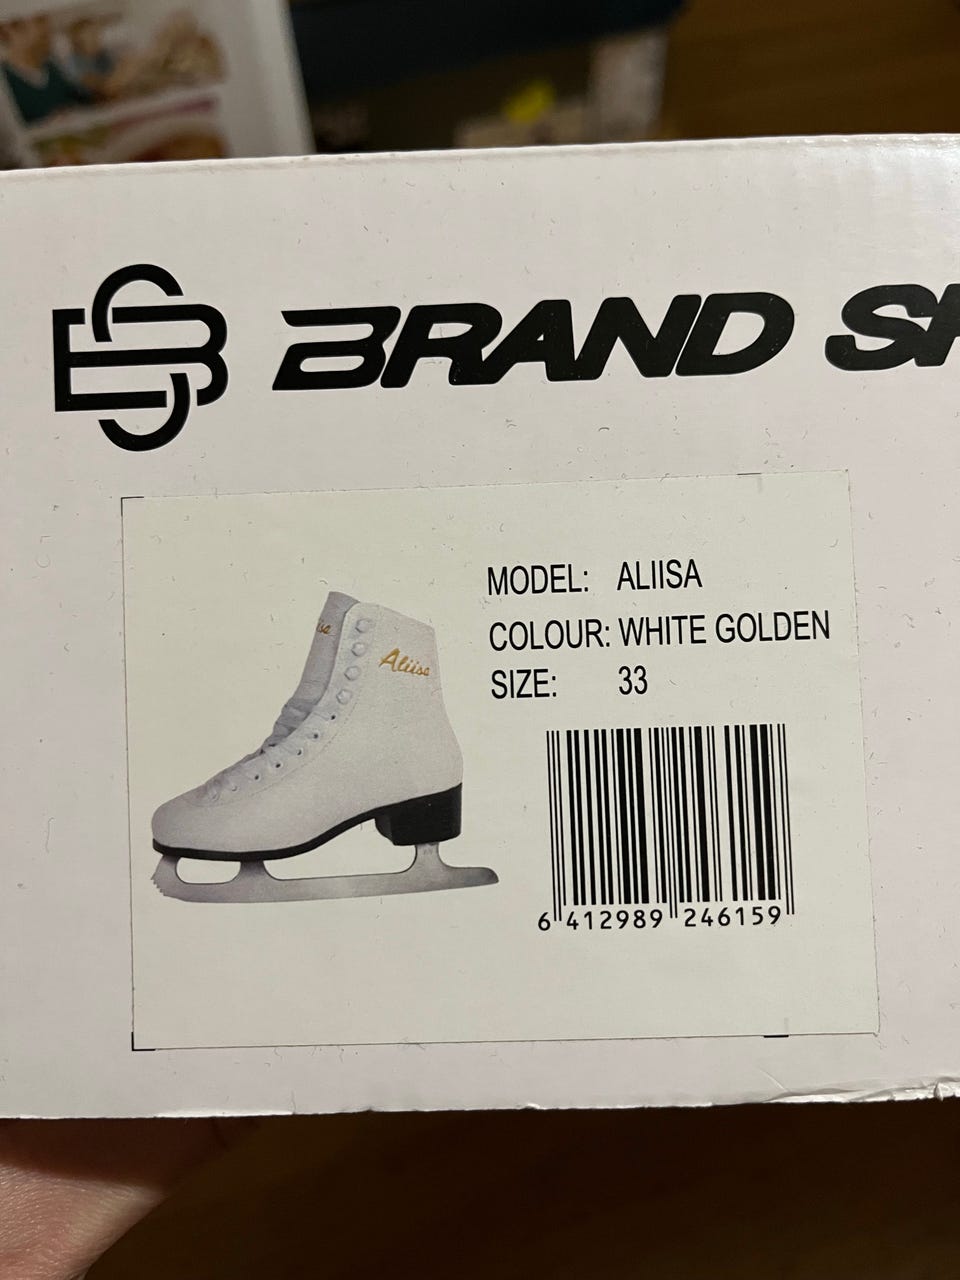 BRAND
MODEL: ALIISA
COLOUR: WHITE GOLDEN
SIZE: 33
Aliisa
6 412989 246159